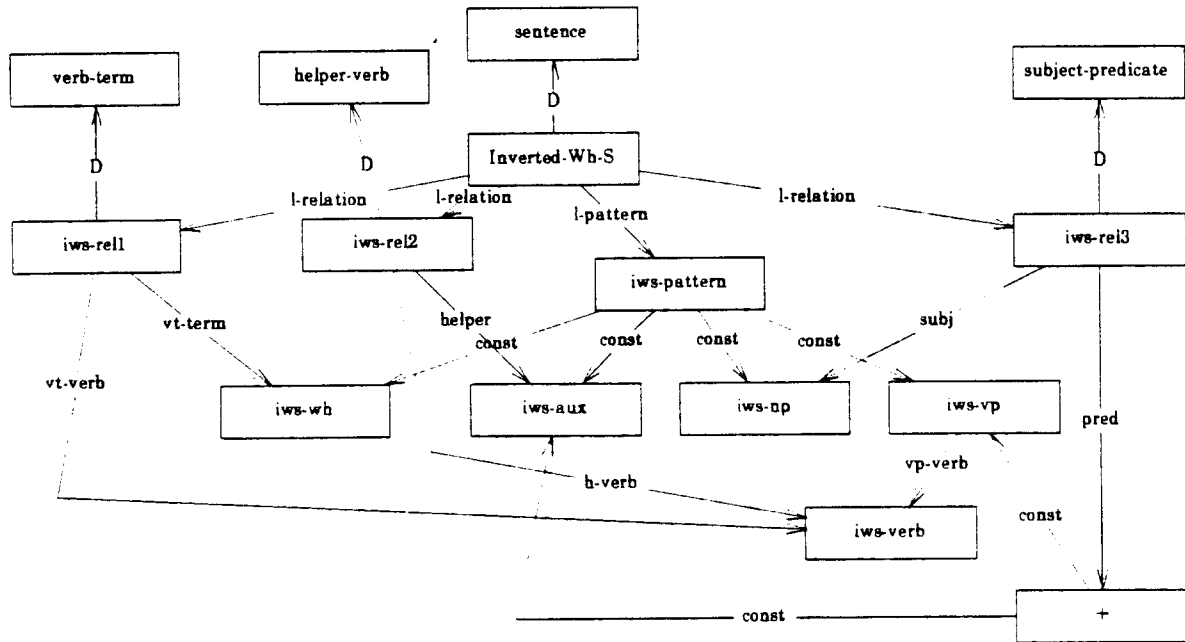 sentence
verb-term
helper-verb
subject-predicate
D
D
D
D
Inverted-Wh-S
l-relation
l-relation
l-pattern
l-relation
iws-rel1
iws-rel2
iws-rel3
iws-pattern
vt-term
helper
const
const
const
const
subj
vt-verb
iws-wh
iws-aux
iws-np
iws-vp
pred
h-verb
vp-verb
iws-verb
const
const
+